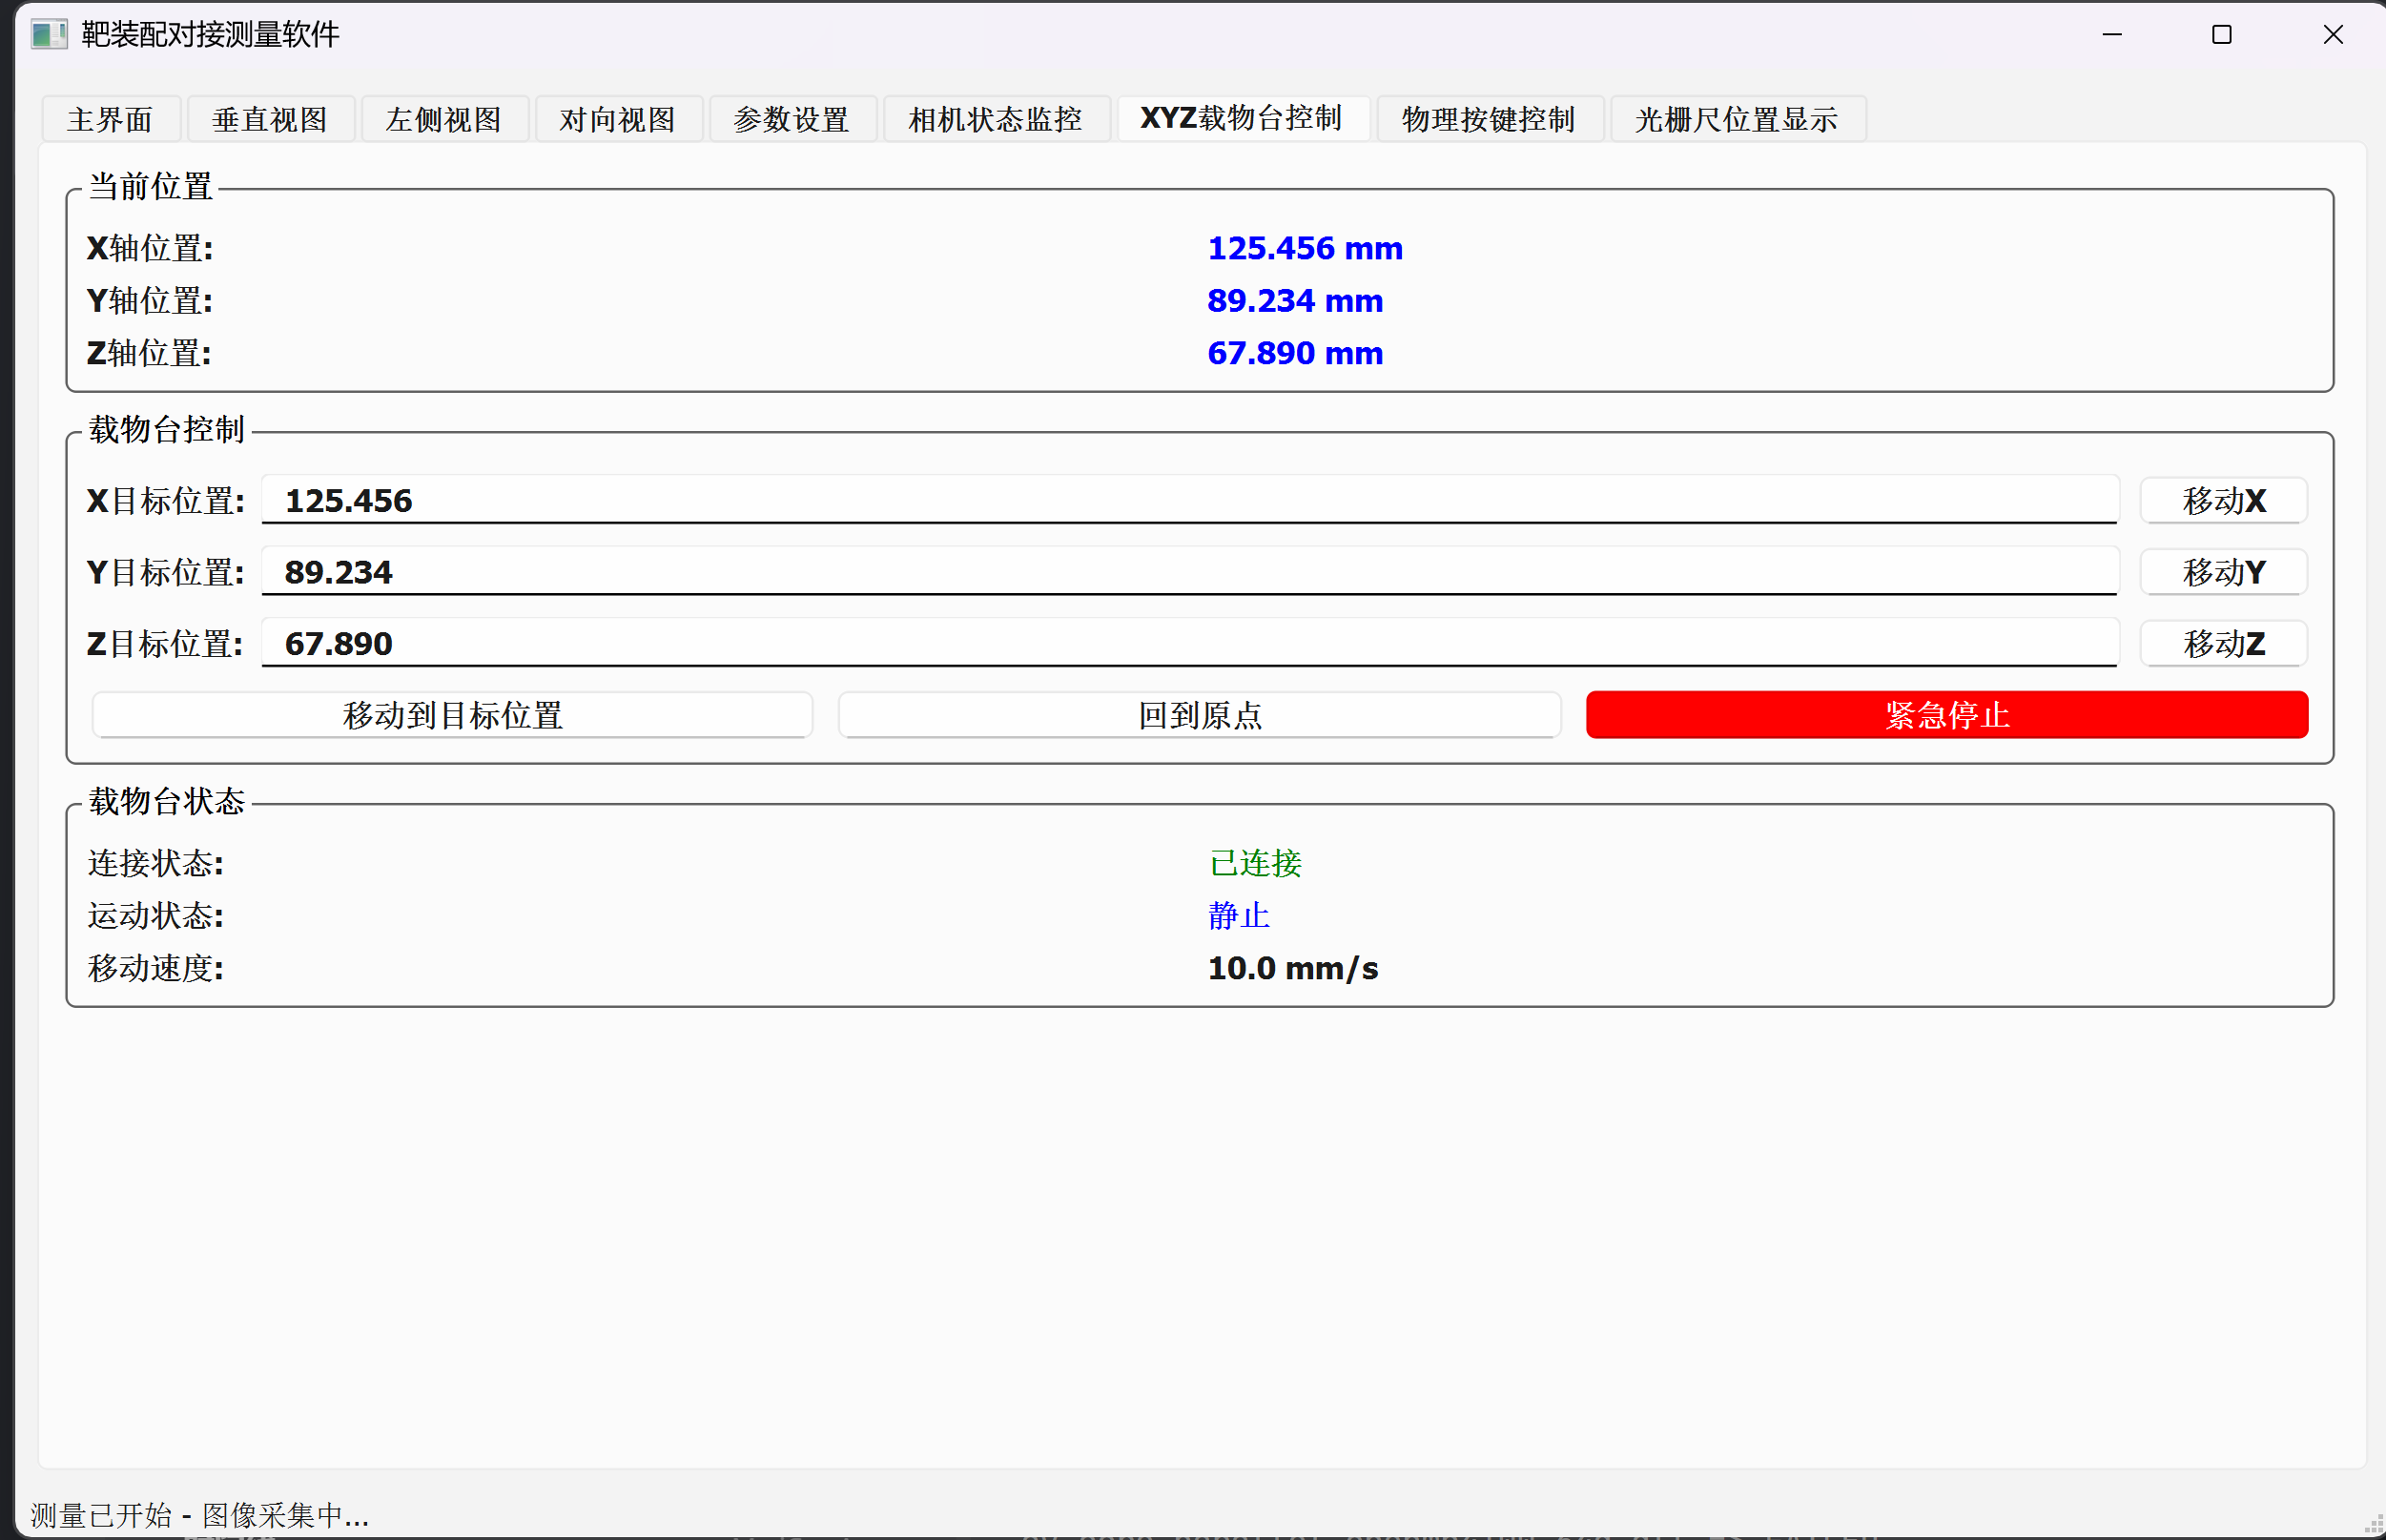 靶装配对接测量软件
主界面 垂直视图 左侧视图 对向视图 参数设置 相机状态监控 XYZ载物台控制 物理按键控制 光栅尺位置显示
当前位置
X轴位置: 125.456 mm
Y轴位置: 89.234 mm
Z轴位置: 67.890 mm
载物台控制
X目标位置: 125.456 移动X
Y目标位置: 89.234 移动Y
Z目标位置: 67.890 移动Z
移动到目标位置 回到原点 紧急停止
载物台状态
连接状态: 已连接
运动状态: 静止
移动速度: 10.0 mm/s
测量已开始 - 图像采集中...